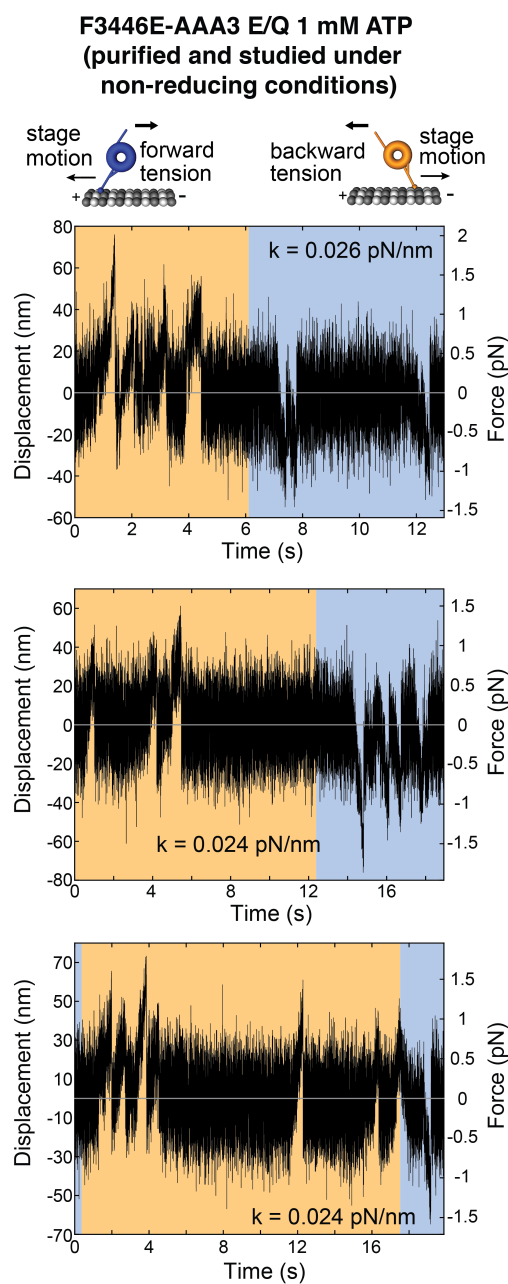 F3446E-AAA3 E/Q 1 mM ATP
(purified and studied under
non-reducing conditions)
stage motion
forward tension
backward tension
stage motion
+ -
+ -
k = 0.026 pN/nm
Displacement (nm)
80
60
40
20
0
-20
-40
-60
Force (pN)
2
1.5
1
0.5
0
-0.5
-1
-1.5
0 2 4 6 8 10 12
Time (s)
Displacement (nm)
60
40
20
0
-20
-40
-60
-80
Force (pN)
1.5
1
0.5
0
-0.5
-1
-1.5
k = 0.024 pN/nm
0 4 8 12 16
Time (s)
Displacement (nm)
70
50
30
10
-10
-30
-50
-70
Force (pN)
1.5
1
0.5
0
-0.5
-1
-1.5
k = 0.024 pN/nm
0 4 8 12 16
Time (s)